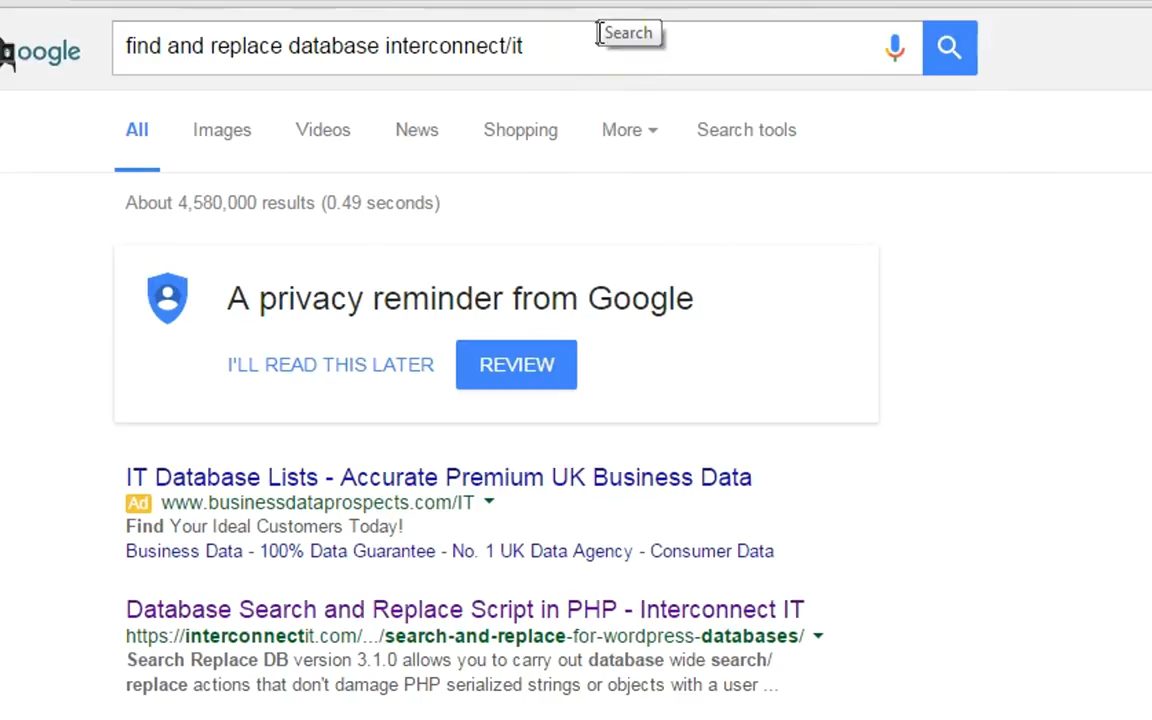 oogle
find and replace database interconnect/it
Search
All Images Videos News Shopping More Search tools
About 4,580,000 results (0.49 seconds)
A privacy reminder from Google
I'LL READ THIS LATER REVIEW
IT Database Lists - Accurate Premium UK Business Data
Ad www.businessdataprospects.com/IT
Find Your Ideal Customers Today!
Business Data - 100% Data Guarantee - No. 1 UK Data Agency - Consumer Data
Database Search and Replace Script in PHP - Interconnect IT
https://interconnectit.com/.../search-and-replace-for-wordpress-databases/
Search Replace DB version 3.1.0 allows you to carry out database wide search/
replace actions that don't damage PHP serialized strings or objects with a user ...